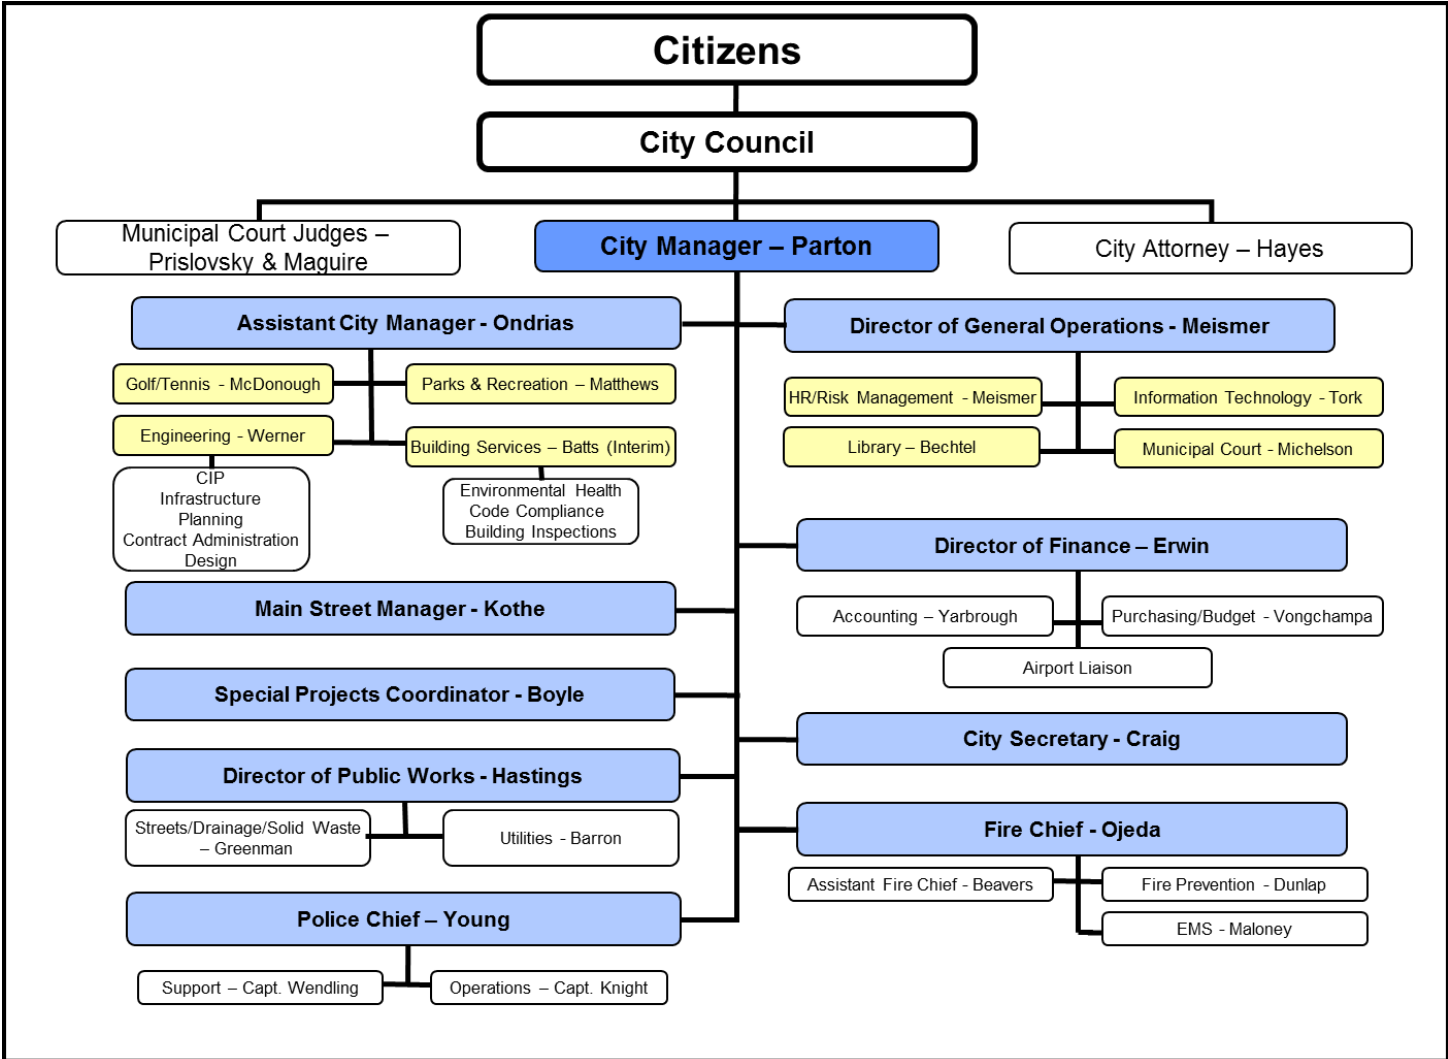 Citizens
City Council
Municipal Court Judges –
Prislovsky & Maguire
City Manager – Parton
City Attorney – Hayes
Assistant City Manager - Ondrias
Director of General Operations - Meismer
Golf/Tennis - McDonough
Parks & Recreation – Matthews
HR/Risk Management - Meismer
Information Technology - Tork
Engineering - Werner
Building Services – Batts (Interim)
Library – Bechtel
Municipal Court - Michelson
CIP
Infrastructure
Planning
Contract Administration
Design
Environmental Health
Code Compliance
Building Inspections
Director of Finance – Erwin
Main Street Manager - Kothe
Accounting – Yarbrough
Purchasing/Budget - Vongchampa
Airport Liaison
Special Projects Coordinator - Boyle
City Secretary - Craig
Director of Public Works - Hastings
Streets/Drainage/Solid Waste
– Greenman
Utilities - Barron
Fire Chief - Ojeda
Assistant Fire Chief - Beavers
Fire Prevention - Dunlap
EMS - Maloney
Police Chief – Young
Support – Capt. Wendling
Operations – Capt. Knight